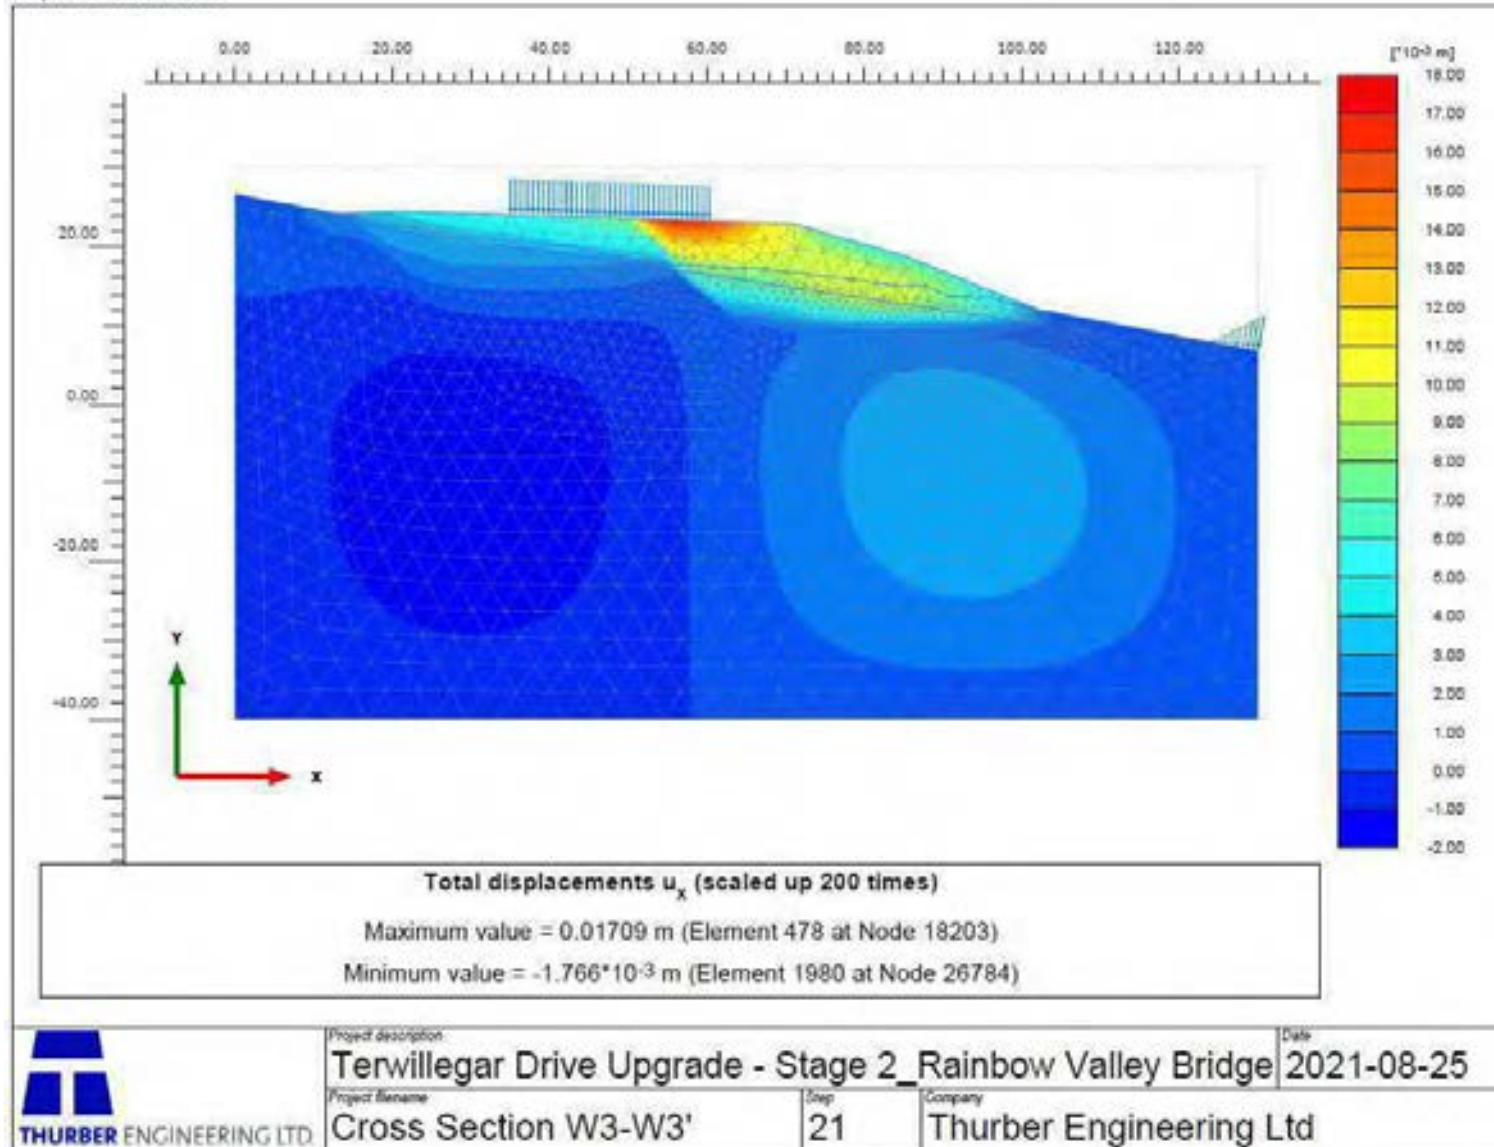 0.00 20.00 40.00 60.00 80.00 100.00 120.00
[*10-3 m]
18.00
17.00
16.00
15.00
14.00
13.00
12.00
11.00
10.00
9.00
8.00
7.00
6.00
5.00
4.00
3.00
2.00
1.00
0.00
-1.00
-2.00
20.00
0.00
-20.00
-40.00
Y
X
Total displacements ux (scaled up 200 times)
Maximum value = 0.01709 m (Element 478 at Node 18203)
Minimum value = -1.766*10-3 m (Element 1980 at Node 26784)
Project description
Terwillegar Drive Upgrade - Stage 2_Rainbow Valley Bridge
Date
2021-08-25
Project filename
Cross Section W3-W3'
Step
21
Company
Thurber Engineering Ltd
THURBER ENGINEERING LTD.